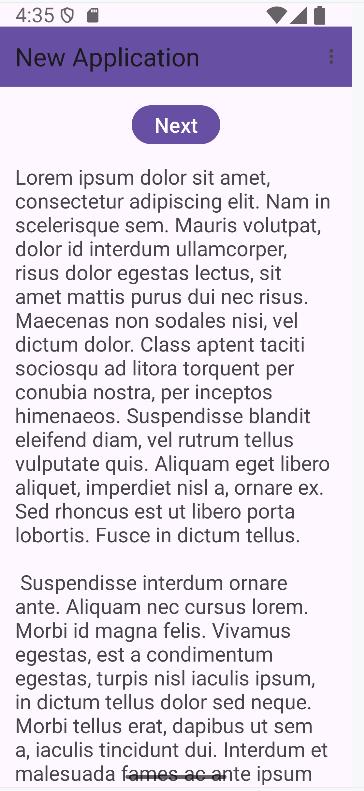 4:35
New Application
Next
Lorem ipsum dolor sit amet,
consectetur adipiscing elit. Nam in
scelerisque sem. Mauris volutpat,
dolor id interdum ullamcorper,
risus dolor egestas lectus, sit
amet mattis purus dui nec risus.
Maecenas non sodales nisi, vel
dictum dolor. Class aptent taciti
sociosqu ad litora torquent per
conubia nostra, per inceptos
himenaeos. Suspendisse blandit
eleifend diam, vel rutrum tellus
vulputate quis. Aliquam eget libero
aliquet, imperdiet nisl a, ornare ex.
Sed rhoncus est ut libero porta
lobortis. Fusce in dictum tellus.
Suspendisse interdum ornare
ante. Aliquam nec cursus lorem.
Morbi id magna felis. Vivamus
egestas, est a condimentum
egestas, turpis nisl iaculis ipsum,
in dictum tellus dolor sed neque.
Morbi tellus erat, dapibus ut sem
a, iaculis tincidunt dui. Interdum et
malesuada fames ac ante ipsum